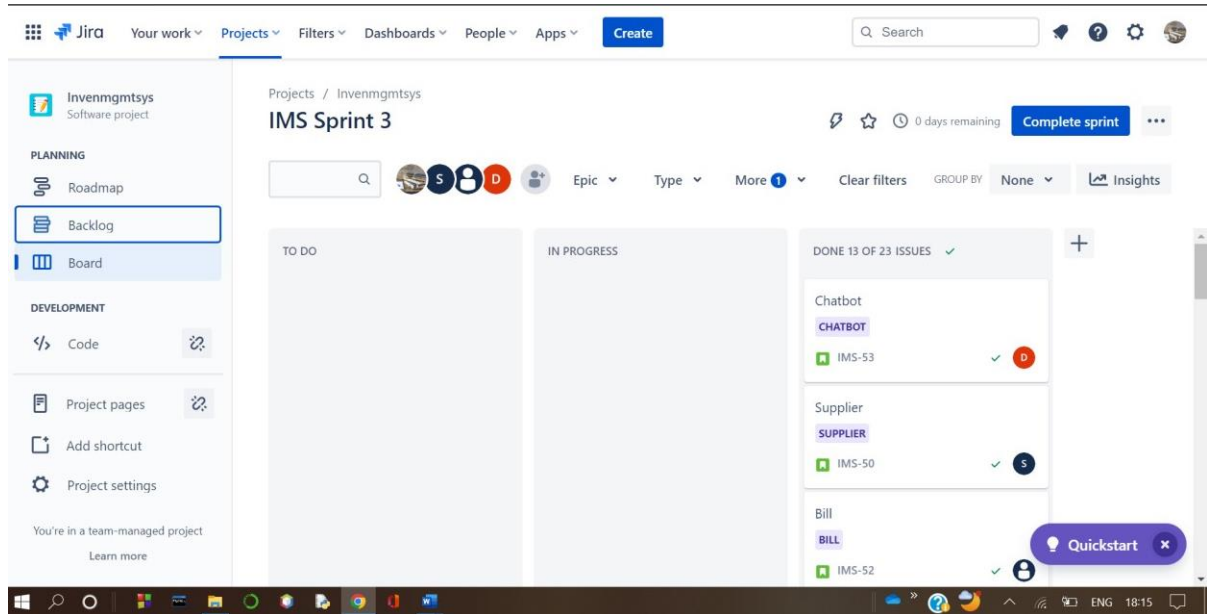 Jira Your work Projects Filters Dashboards People Apps Create Search
Invenmgmtsys
Software project
PLANNING
Roadmap
Backlog
Board
DEVELOPMENT
Code
Project pages
Add shortcut
Project settings
You're in a team-managed project
Learn more
Projects / Invenmgmtsys
IMS Sprint 3
0 days remaining Complete sprint
S D Epic Type More 1 Clear filters GROUP BY None Insights
TO DO
IN PROGRESS
DONE 13 OF 23 ISSUES
Chatbot
CHATBOT
IMS-53 D
Supplier
SUPPLIER
IMS-50 S
Bill
BILL
IMS-52
Quickstart
ENG 18:15